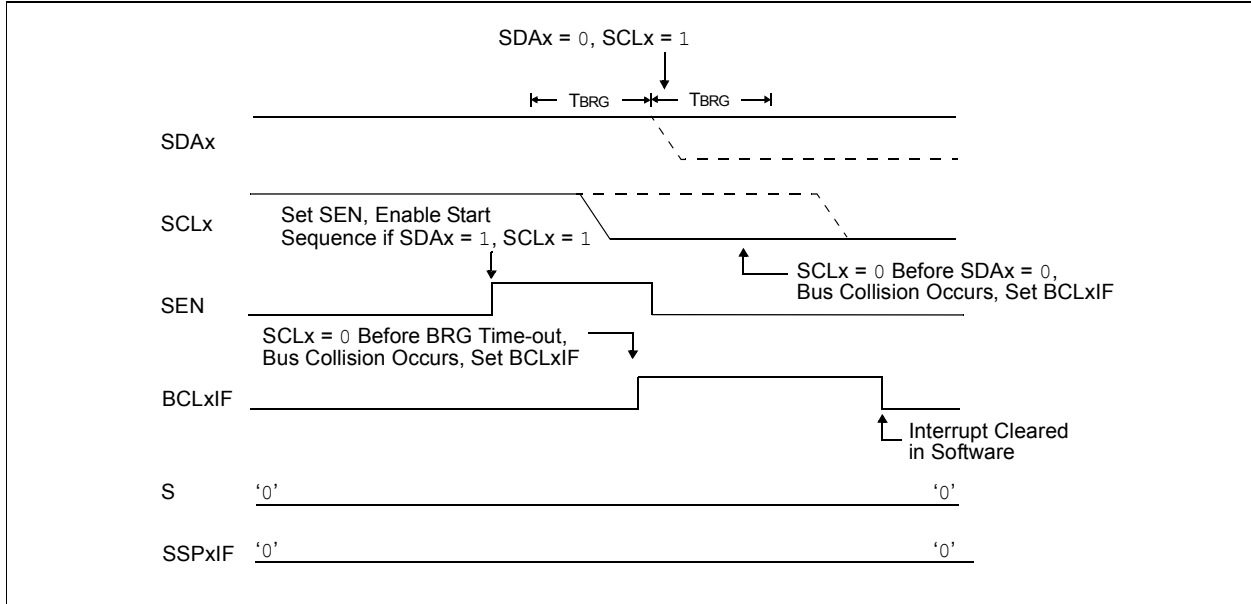 SDAx = 0, SCLx = 1
TBRG TBRG
SDAx
SCLx
Set SEN, Enable Start
Sequence if SDAx = 1, SCLx = 1
SCLx = 0 Before SDAx = 0,
Bus Collision Occurs, Set BCLxIF
SEN
SCLx = 0 Before BRG Time-out,
Bus Collision Occurs, Set BCLxIF
BCLxIF
Interrupt Cleared
in Software
S ‘0’ ‘0’
SSPxIF ‘0’ ‘0’